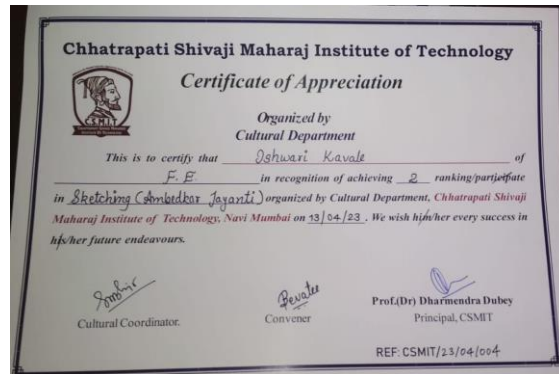 Chhatrapati Shivaji Maharaj Institute of Technology
Certificate of Appreciation
CSMIT
Organized by
Cultural Department
This is to certify that Ishwari Kavale of
F.E. in recognition of achieving 2 ranking/participate
in Sketching (Ambedkar Jayanti) organized by Cultural Department, Chhatrapati Shivaji
Maharaj Institute of Technology, Navi Mumbai on 13/04/23. We wish him/her every success in
his/her future endeavours.
Cultural Coordinator.
Convener
Prof.(Dr) Dharmendra Dubey
Principal, CSMIT
REF: CSMIT/23/04/004